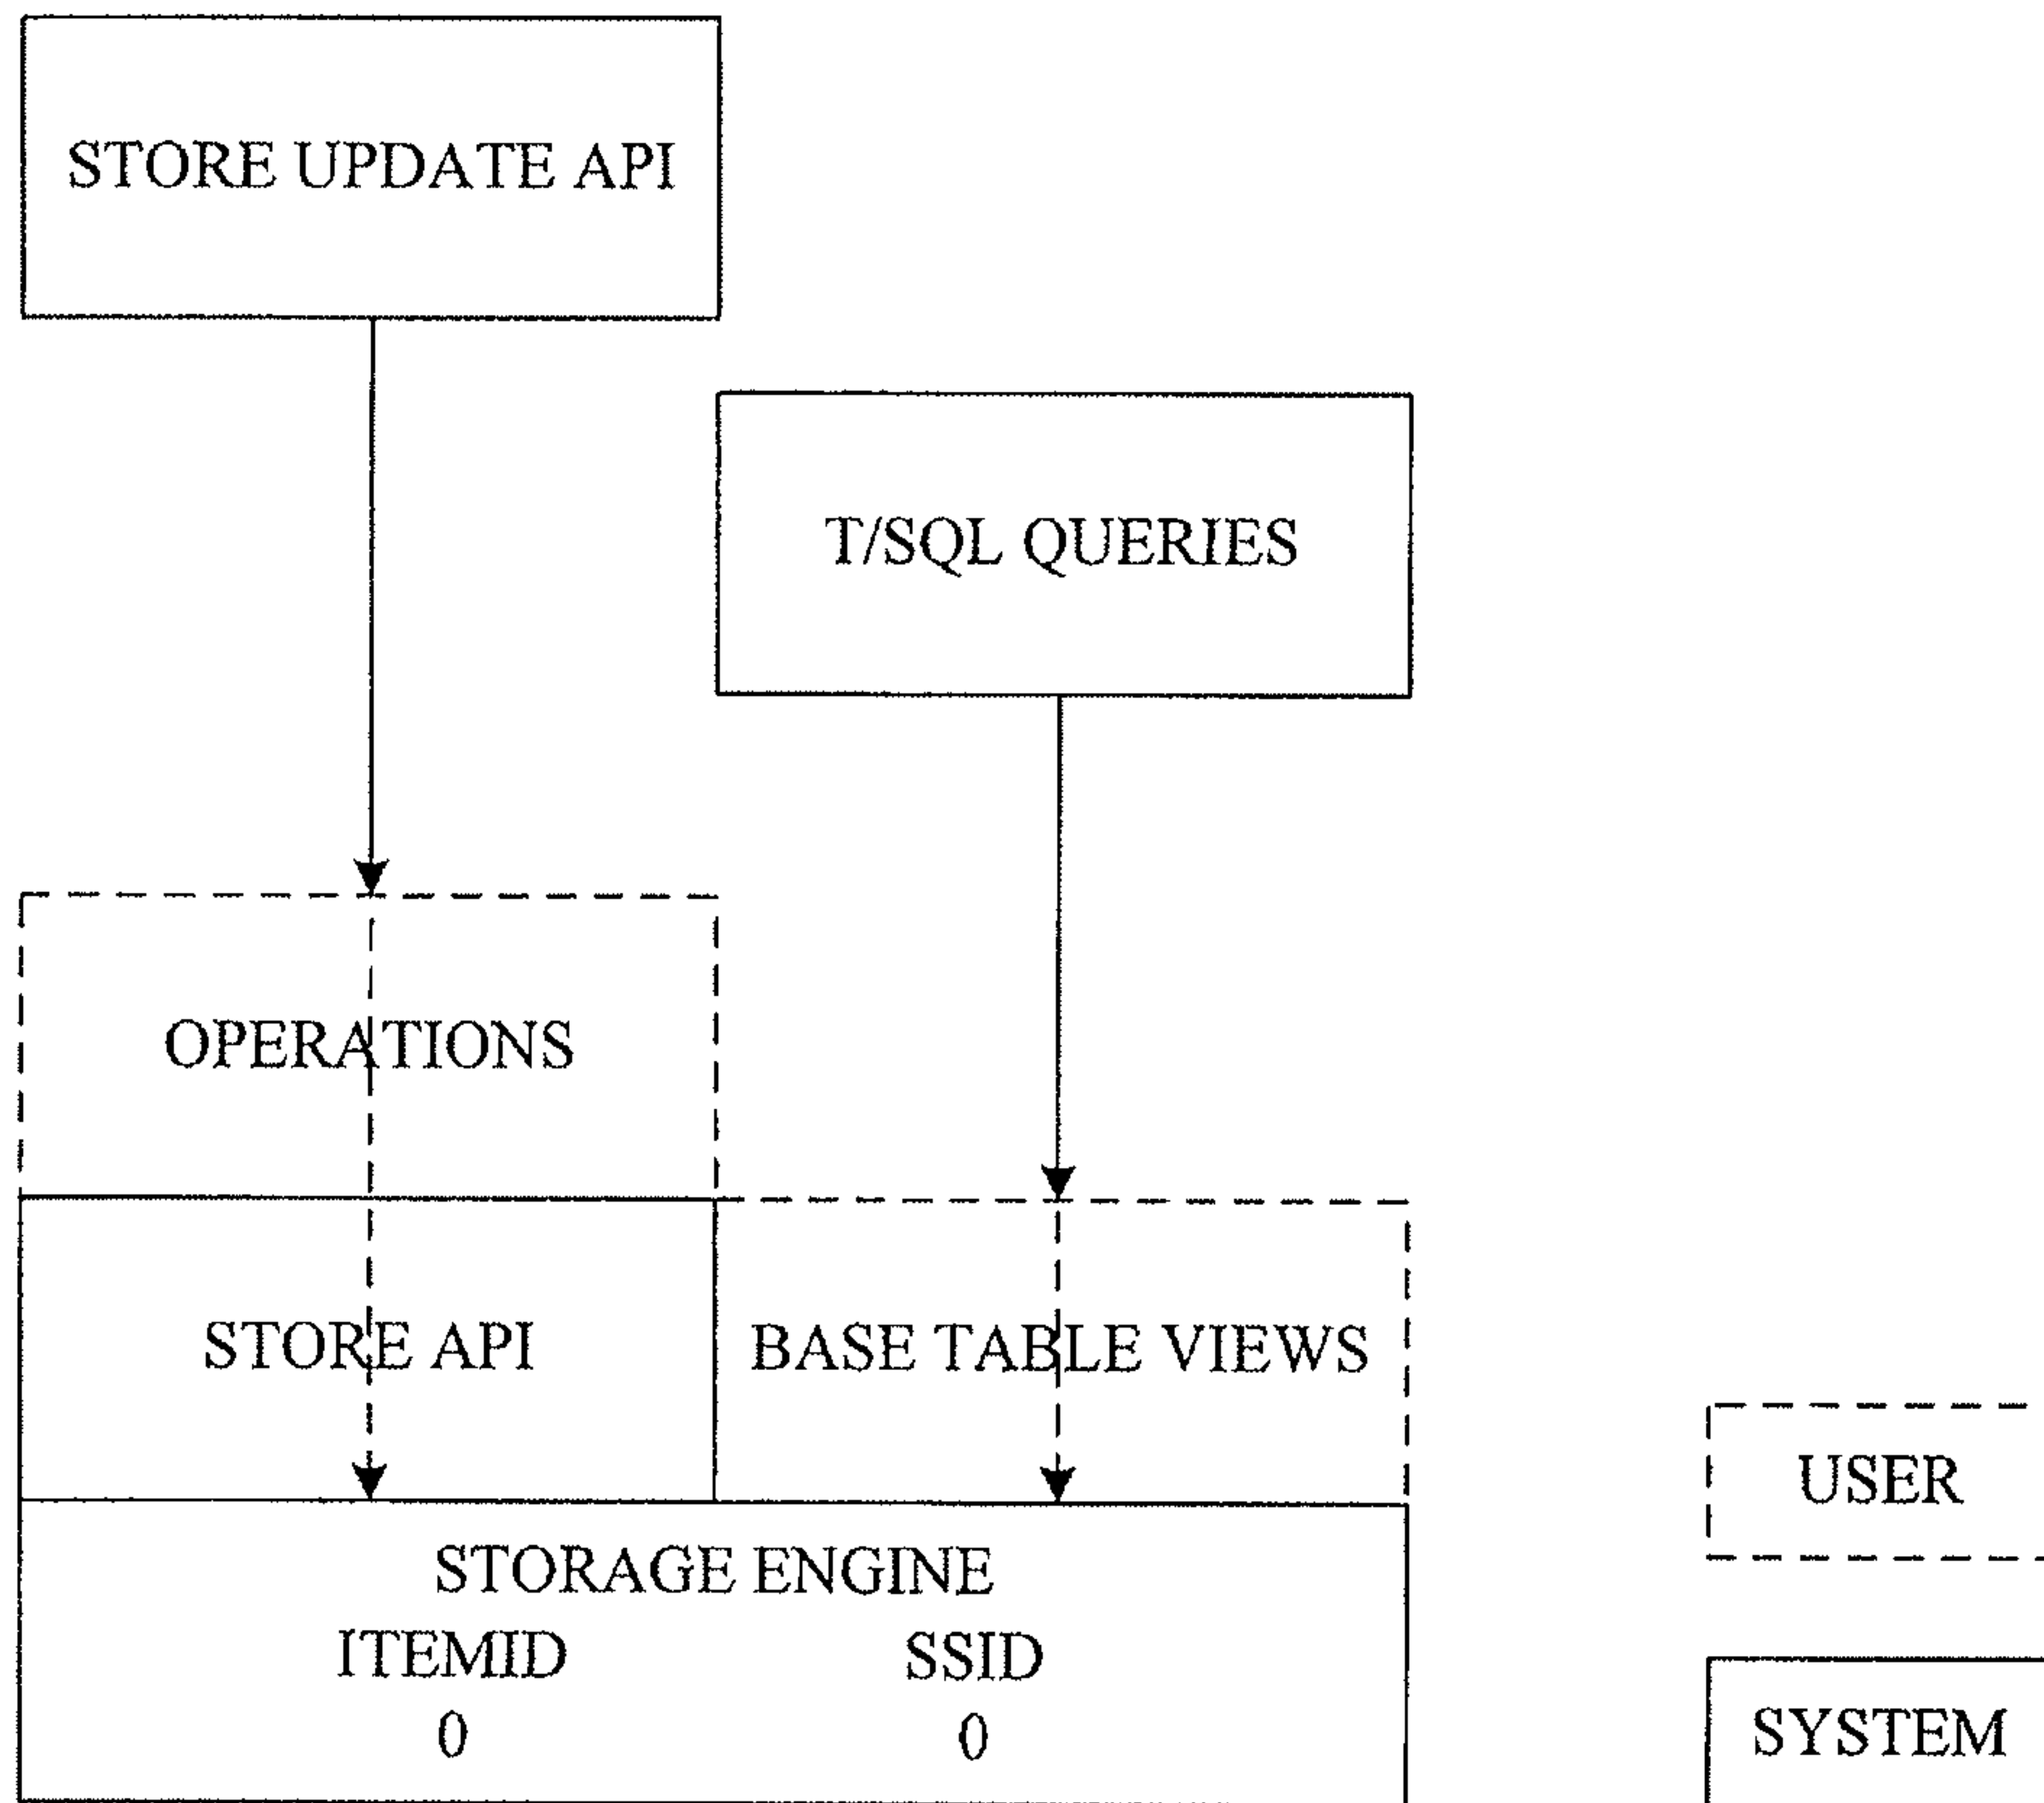 STORE UPDATE API
T/SQL QUERIES
OPERATIONS
STORE API
BASE TABLE VIEWS
STORAGE ENGINE
ITEMID SSID
0 0
USER
SYSTEM